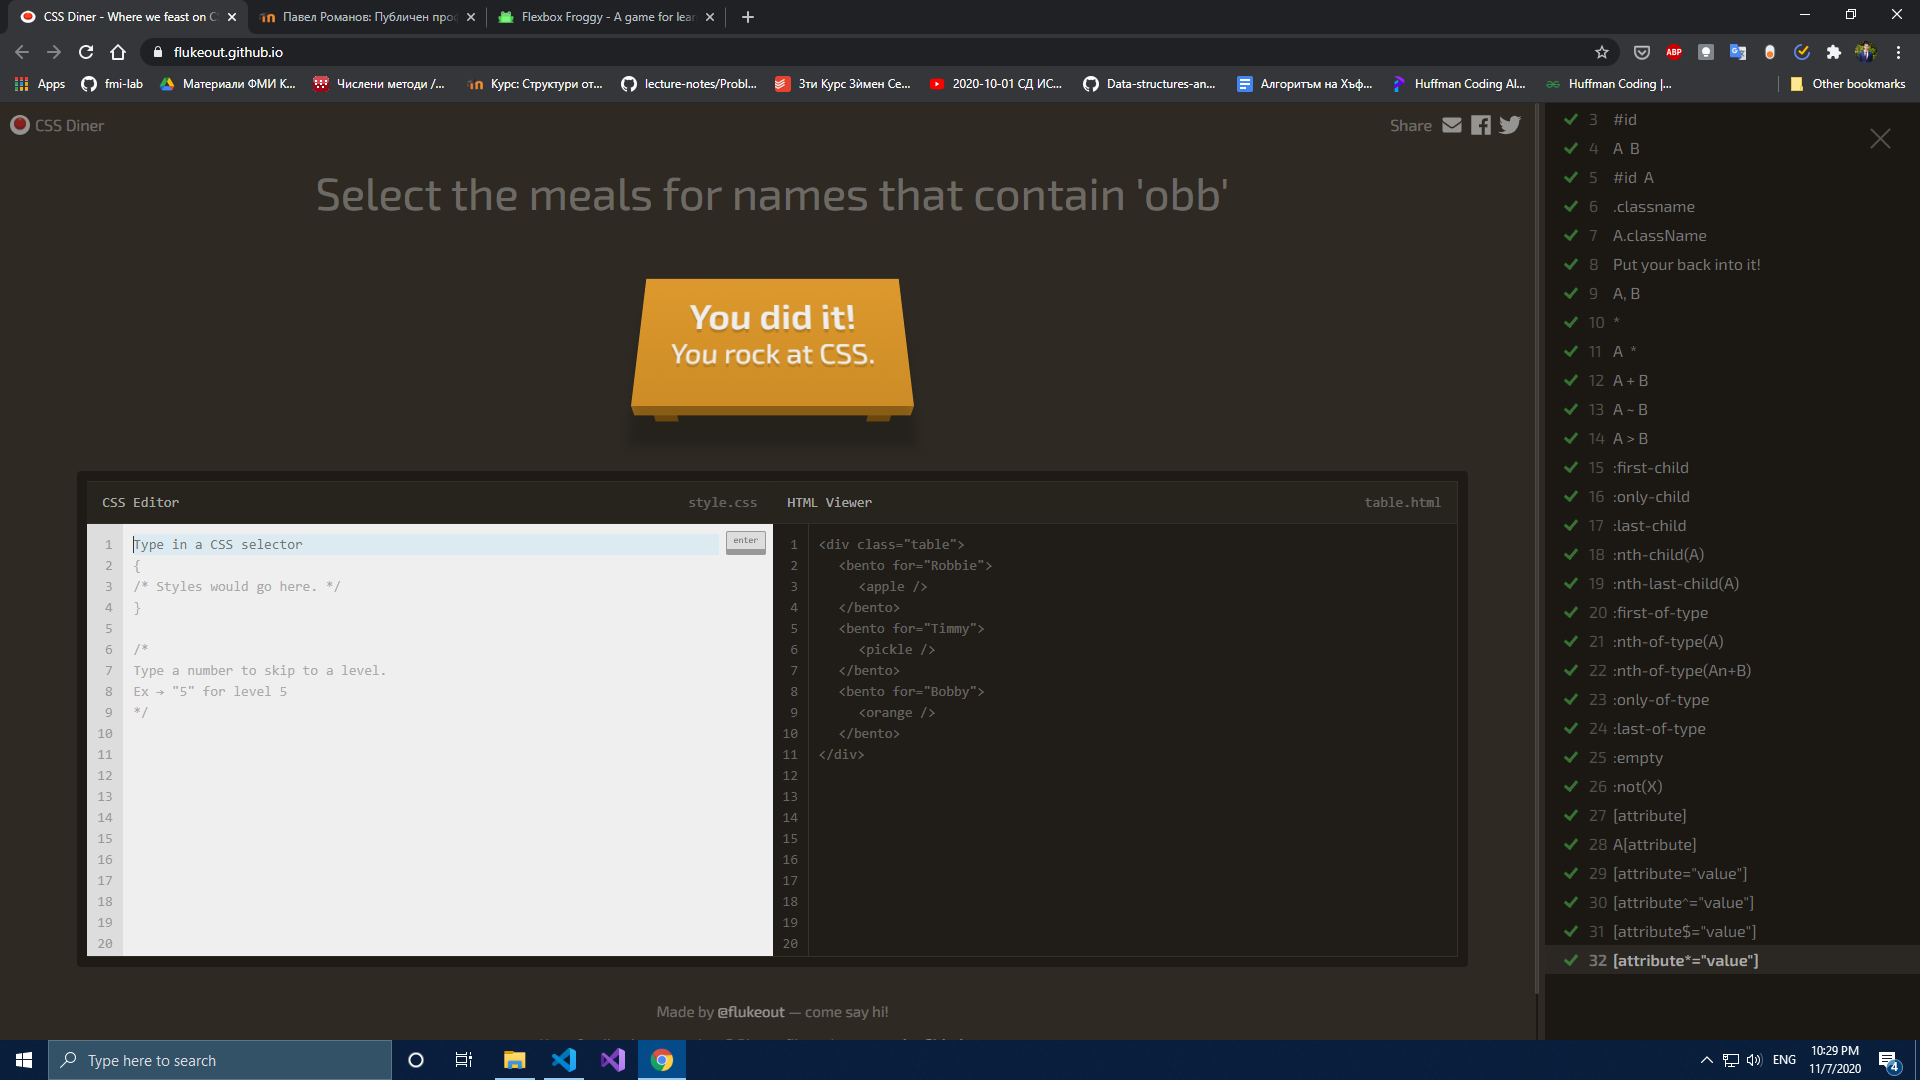 CSS Diner - Where we feast on C
Павел Романов: Публичен про
Flexbox Froggy - A game for lea
flukeout.github.io
ABP
Apps
fmi-lab
Материали ФМИ К...
Числени методи /...
Курс: Структури от...
lecture-notes/Probl...
3ти Курс Зѝмен Се...
2020-10-01 СД ИС...
Data-structures-an...
Алгоритъм на Хъф...
Huffman Coding Al...
Huffman Coding |...
Other bookmarks
CSS Diner
Share
Select the meals for names that contain 'obb'
You did it!
You rock at CSS.
CSS Editor
style.css
HTML Viewer
table.html
enter
1 Type in a CSS selector
2 {
3 /* Styles would go here. */
4 }
5
6 /*
7 Type a number to skip to a level.
8 Ex → "5" for level 5
9 */
10
11
12
13
14
15
16
17
18
19
20
1 <div class="table">
2 <bento for="Robbie">
3 <apple />
4 </bento>
5 <bento for="Timmy">
6 <pickle />
7 </bento>
8 <bento for="Bobby">
9 <orange />
10 </bento>
11 </div>
12
13
14
15
16
17
18
19
20
3 #id
4 A B
5 #id A
6 .classname
7 A.className
8 Put your back into it!
9 A, B
10 *
11 A *
12 A + B
13 A ~ B
14 A > B
15 :first-child
16 :only-child
17 :last-child
18 :nth-child(A)
19 :nth-last-child(A)
20 :first-of-type
21 :nth-of-type(A)
22 :nth-of-type(An+B)
23 :only-of-type
24 :last-of-type
25 :empty
26 :not(X)
27 [attribute]
28 A[attribute]
29 [attribute="value"]
30 [attribute^="value"]
31 [attribute$="value"]
32 [attribute*="value"]
Made by @flukeout — come say hi!
Type here to search
ENG
10:29 PM
11/7/2020
4